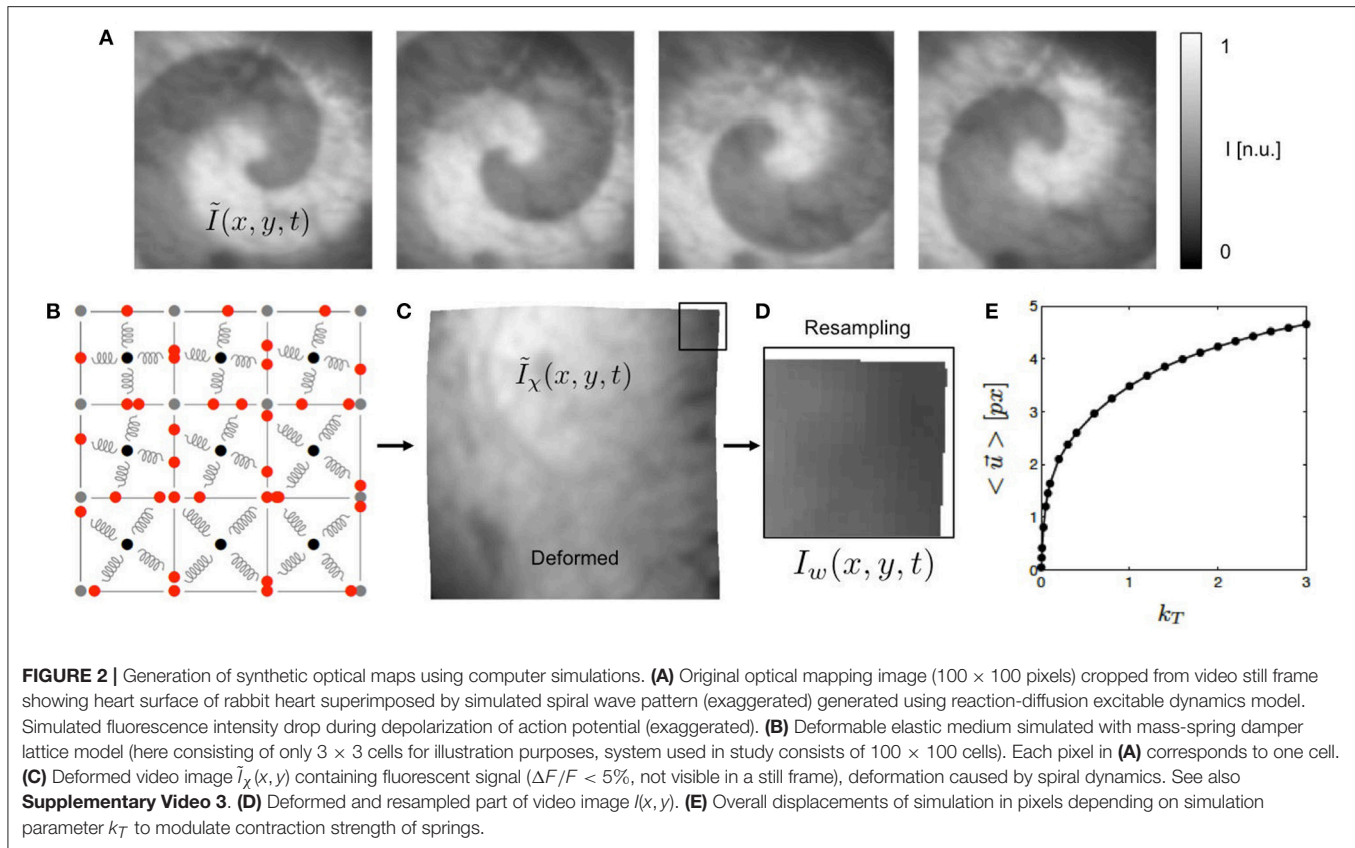 A
1
I [n.u.]
0
Ĩ(x, y, t)
B
C
D
E
Resampling
Ĩ_χ(x, y, t)
Deformed
I_w(x, y, t)
< u⃗ > [px]
5
4
3
2
1
0
0 1 2 3
k_T
FIGURE 2 | Generation of synthetic optical maps using computer simulations. (A) Original optical mapping image (100 × 100 pixels) cropped from video still frame
showing heart surface of rabbit heart superimposed by simulated spiral wave pattern (exaggerated) generated using reaction-diffusion excitable dynamics model.
Simulated fluorescence intensity drop during depolarization of action potential (exaggerated). (B) Deformable elastic medium simulated with mass-spring damper
lattice model (here consisting of only 3 × 3 cells for illustration purposes, system used in study consists of 100 × 100 cells). Each pixel in (A) corresponds to one cell.
(C) Deformed video image Ĩ_χ(x, y) containing fluorescent signal (ΔF/F < 5%, not visible in a still frame), deformation caused by spiral dynamics. See also
Supplementary Video 3. (D) Deformed and resampled part of video image I(x, y). (E) Overall displacements of simulation in pixels depending on simulation
parameter k_T to modulate contraction strength of springs.